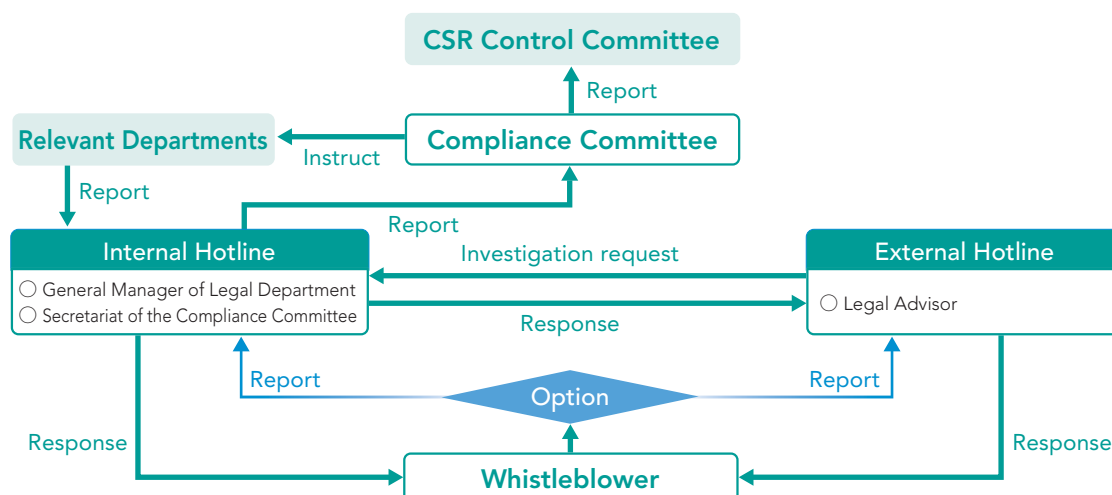 CSR Control Committee
Report
Relevant Departments
Compliance Committee
Instruct
Report
Report
Internal Hotline
Investigation request
External Hotline
○ General Manager of Legal Department
○ Secretariat of the Compliance Committee
○ Legal Advisor
Response
Report
Option
Report
Response
Response
Whistleblower